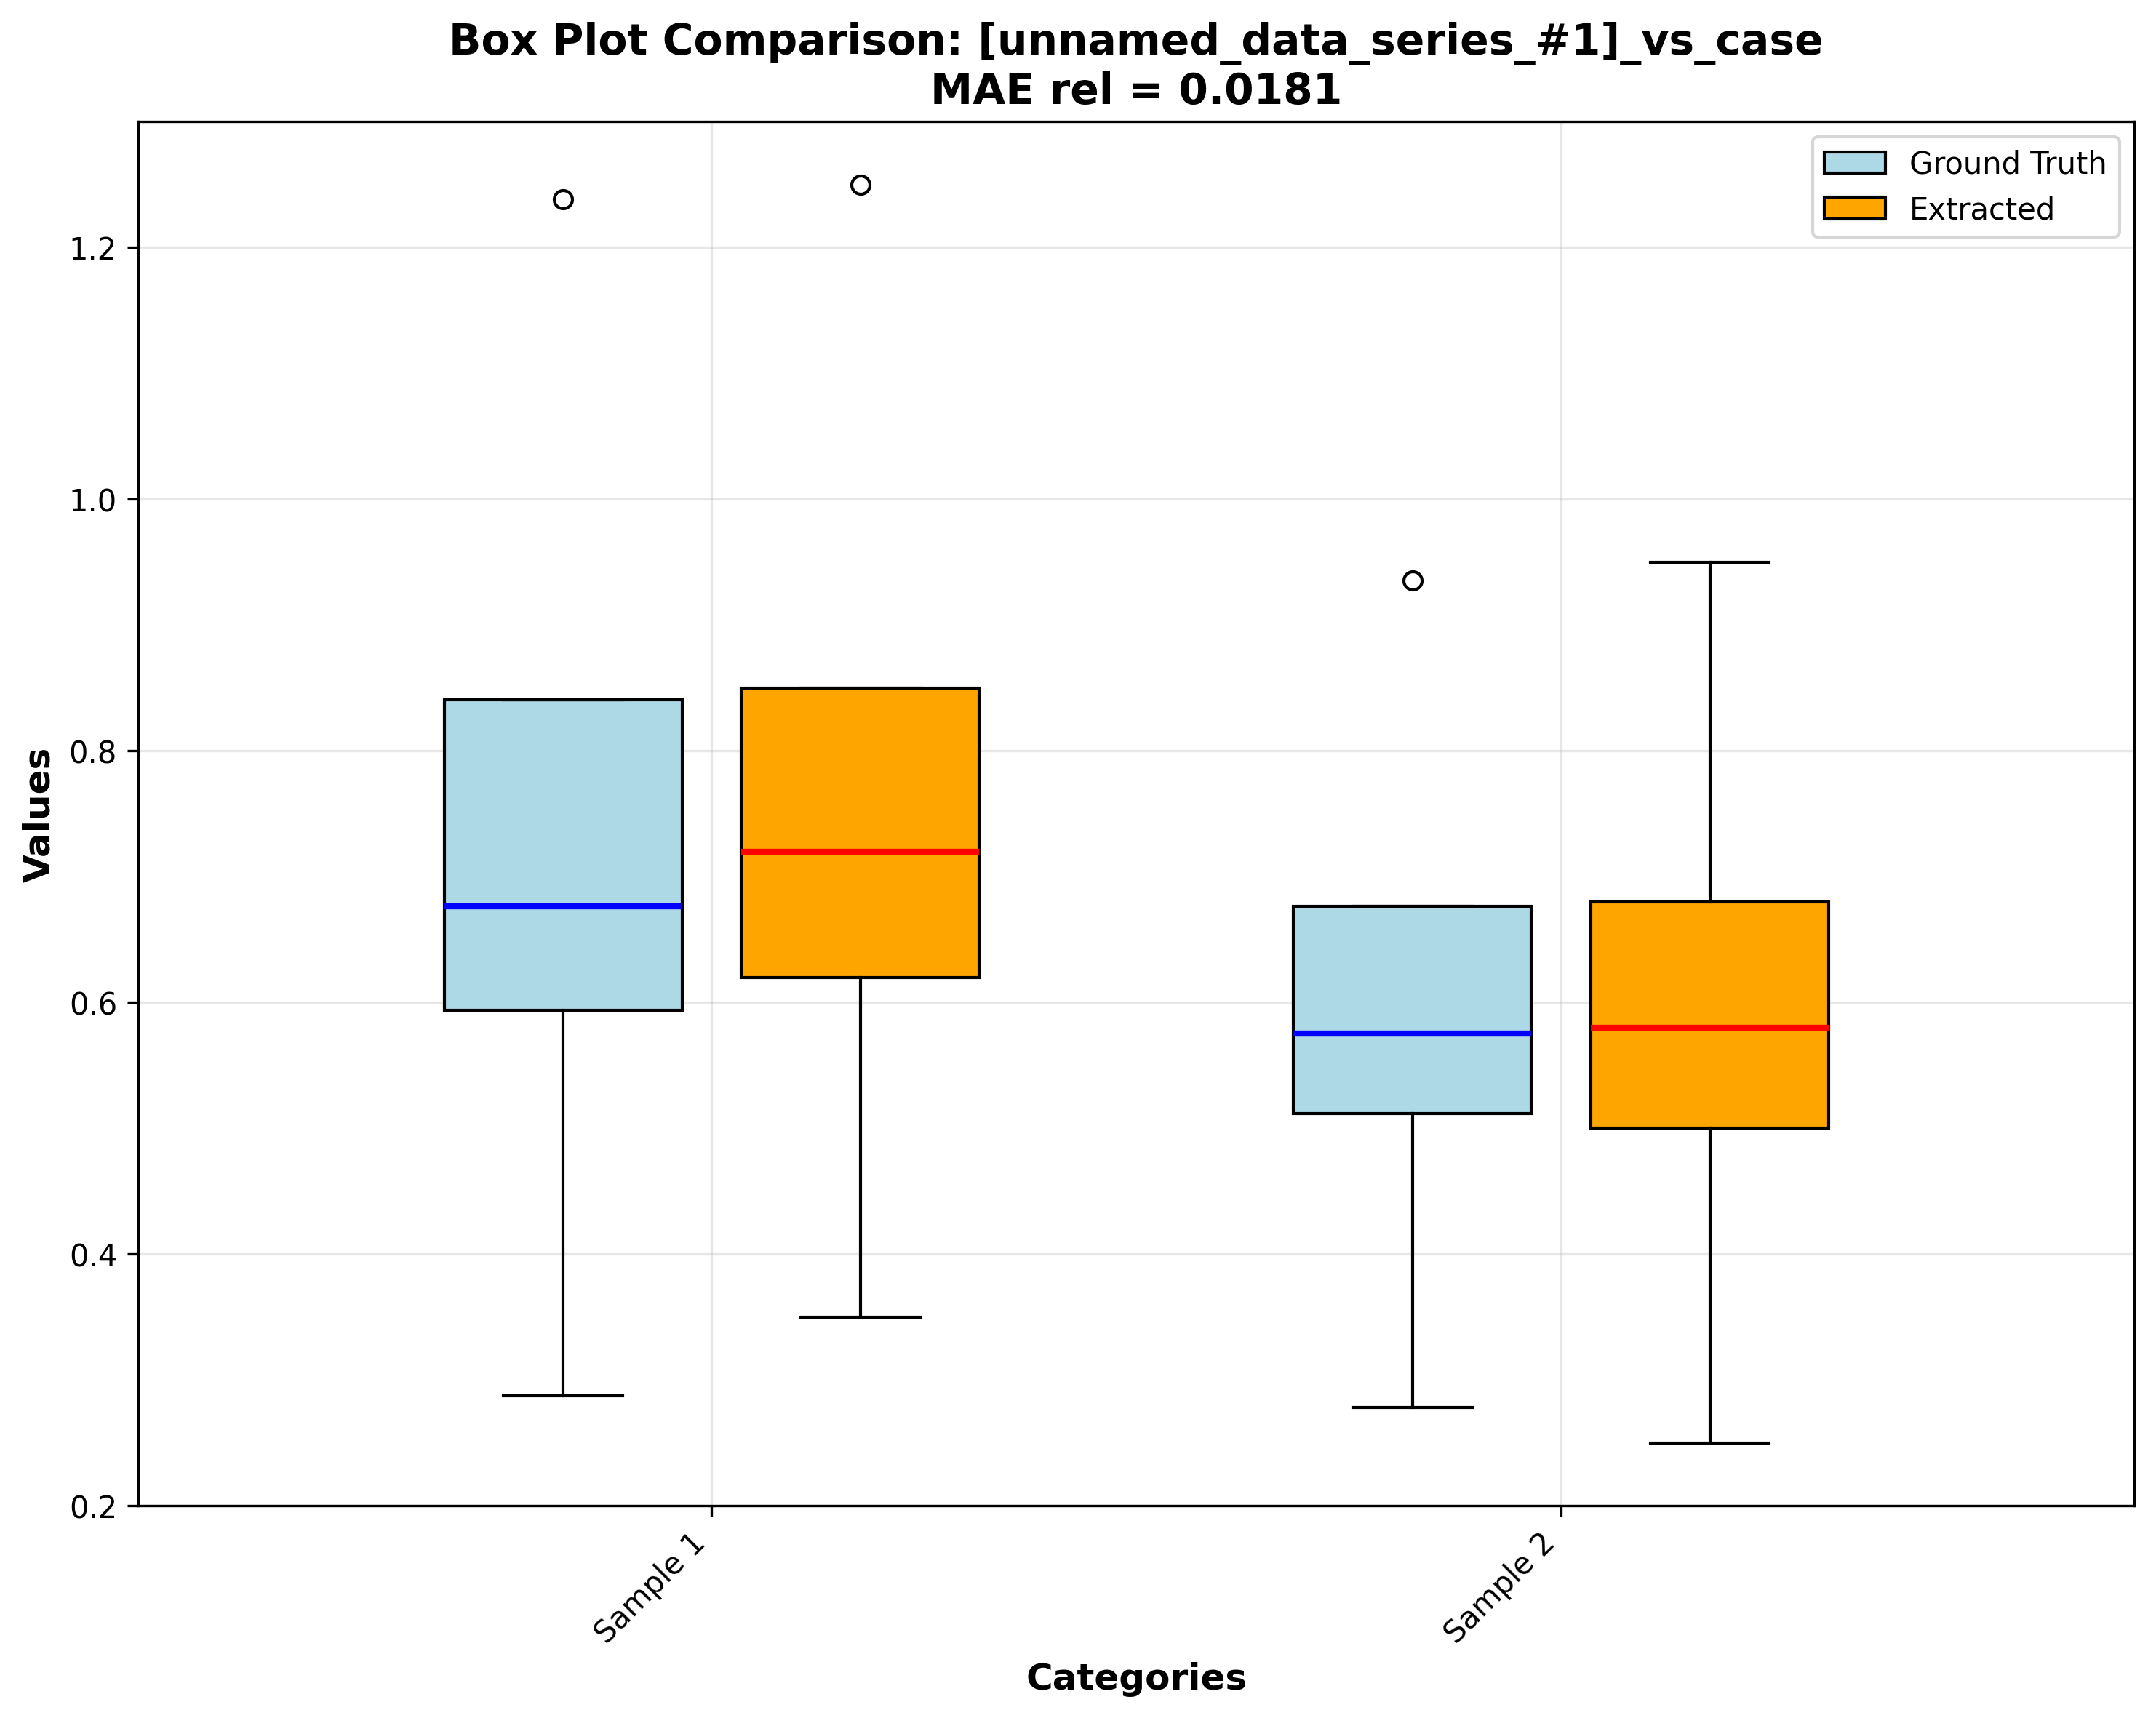 Box Plot Comparison: [unnamed_data_series_#1]_vs_case
MAE rel = 0.0181
Ground Truth
Extracted
1.2
1.0
0.8
0.6
0.4
0.2
Values
Sample 1
Sample 2
Categories